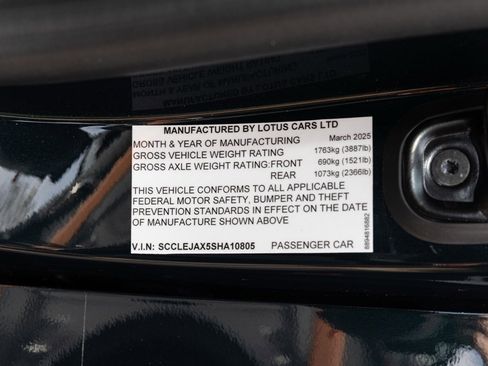 MANUFACTURED BY LOTUS CARS LTD
MONTH & YEAR OF MANUFACTURING March 2025
GROSS VEHICLE WEIGHT RATING 1763kg (3887lb)
GROSS AXLE WEIGHT RATING:FRONT 690kg (1521lb)
REAR 1073kg (2366lb)
THIS VEHICLE CONFORMS TO ALL APPLICABLE
FEDERAL MOTOR SAFETY, BUMPER AND THEFT
PREVENTION STANDARDS IN EFFECT ON THE DATE
OF MANUFACTURE SHOWN ABOVE
V.I.N: SCCLEJAX5SHA10805 PASSENGER CAR
8894816882